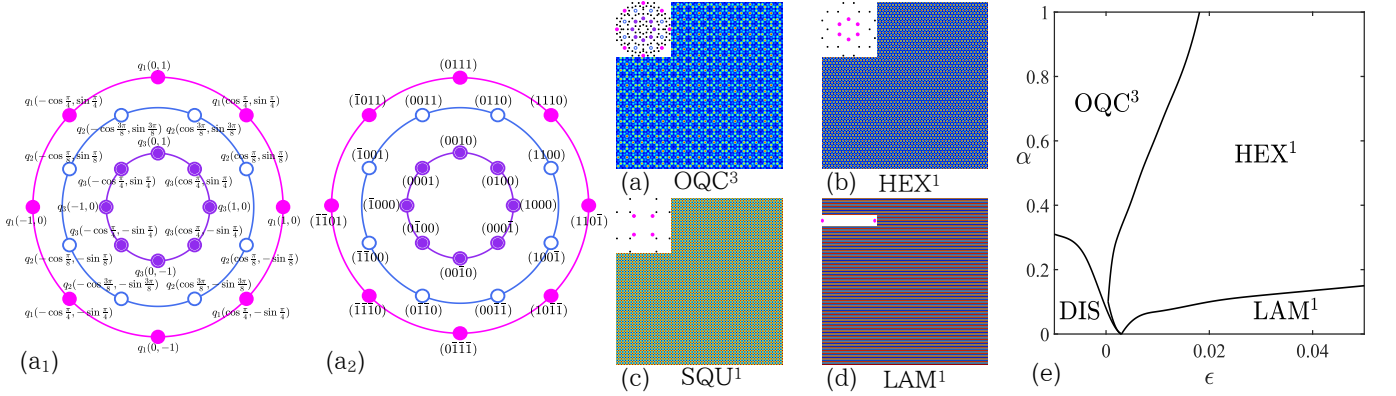 q₁(0,1)
q₁(−cos π/4, sin π/4)
q₁(cos π/4, sin π/4)
q₂(−cos 3π/8, sin 3π/8)
q₂(cos 3π/8, sin 3π/8)
q₃(0,1)
q₂(−cos π/8, sin π/8)
q₂(cos π/8, sin π/8)
q₃(−cos π/4, sin π/4)
q₃(cos π/4, sin π/4)
q₁(−1,0)
q₃(−1,0)
q₃(1,0)
q₁(1,0)
q₃(−cos π/4, −sin π/4)
q₃(cos π/4, −sin π/4)
q₂(−cos π/8, −sin π/8)
q₃(0,−1)
q₂(cos π/8, −sin π/8)
q₂(−cos 3π/8, −sin 3π/8)
q₂(cos 3π/8, −sin 3π/8)
q₁(−cos π/4, −sin π/4)
q₁(cos π/4, −sin π/4)
q₁(0,−1)
(a₁)
(0111)
(1̄011)
(0011)
(0110)
(1110)
(0010)
(1̄001)
(1100)
(0001)
(0100)
(1̄1̄01)
(1̄000)
(1000)
(1101̄)
(01̄00)
(0001̄)
(1̄1̄00)
(1001̄)
(001̄0)
(1̄1̄1̄0)
(01̄1̄0)
(001̄1̄)
(101̄1̄)
(01̄1̄1̄)
(a₂)
(a) OQC³
(b) HEX¹
(c) SQU¹
(d) LAM¹
1
0.8
0.6
0.4
0.2
0
α
OQC³
HEX¹
DIS
LAM¹
0
0.02
0.04
(e)
ϵ